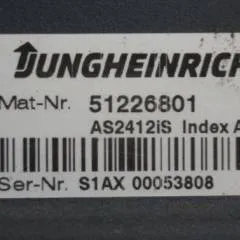 JUNGHEINRICH
Mat-Nr. 51226801
AS2412iS Index A
Ser-Nr. S1AX 00053808